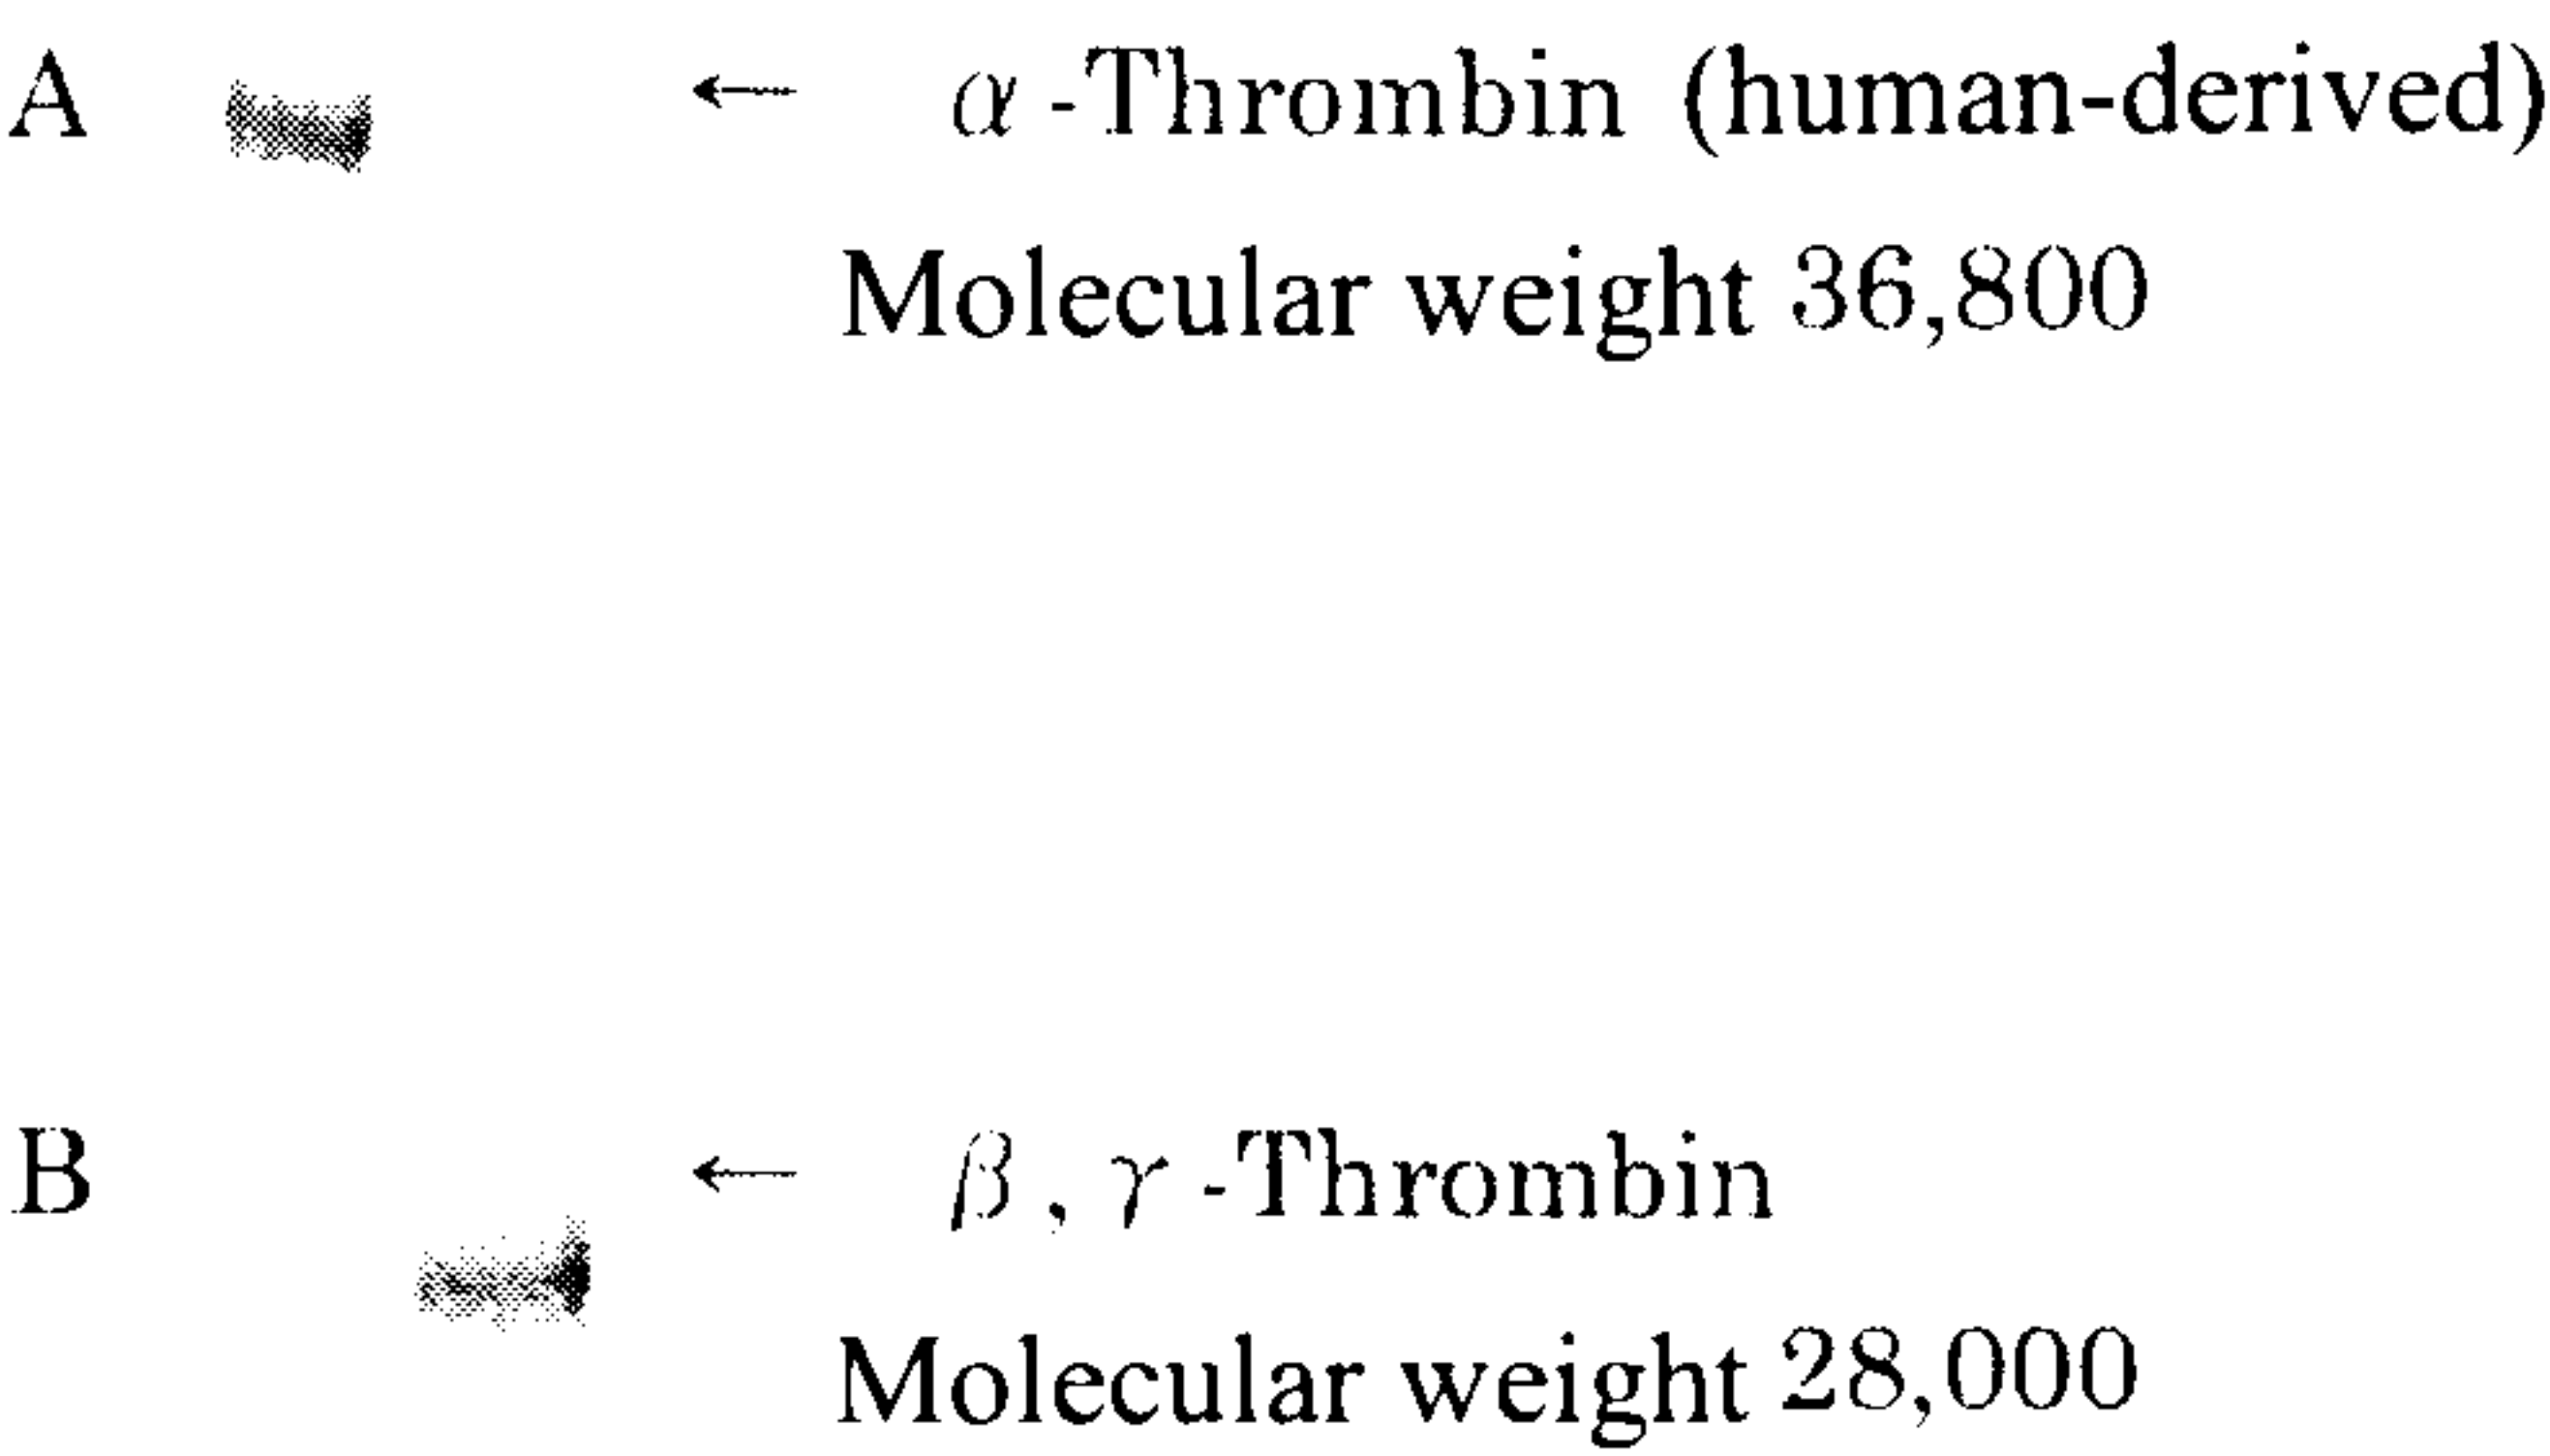 A ← α-Thrombin (human-derived)
Molecular weight 36,800
B ← β, γ-Thrombin
Molecular weight 28,000